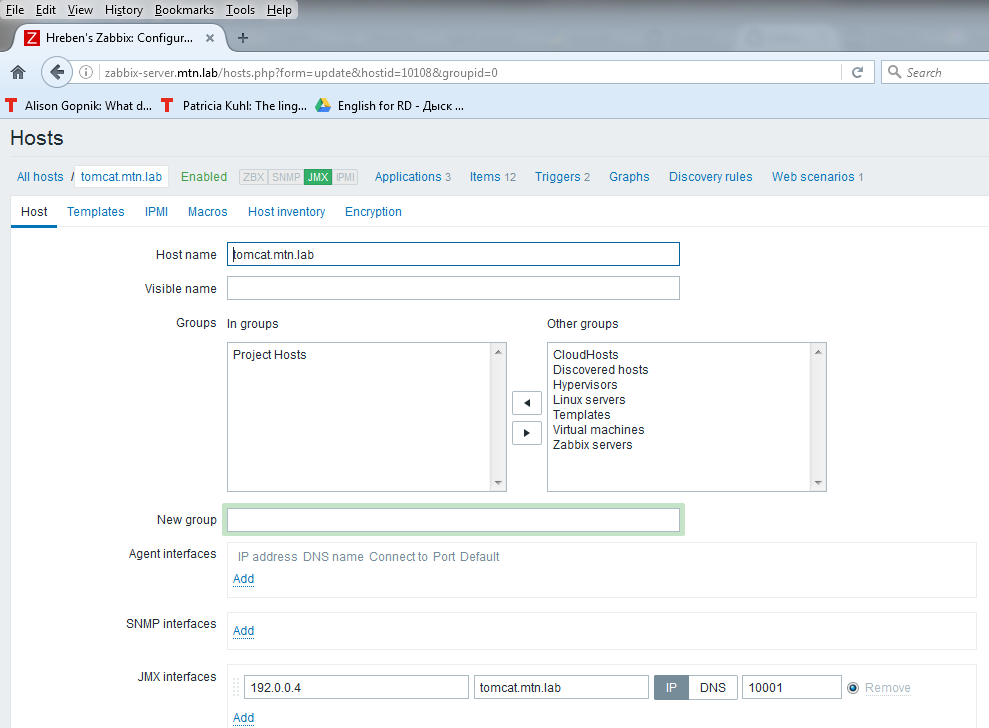 File Edit View History Bookmarks Tools Help
Hreben's Zabbix: Configur... × +
zabbix-server.mtn.lab/hosts.php?form=update&hostid=10108&groupid=0 Search
Alison Gopnik: What d... Patricia Kuhl: The ling... English for RD - Дыск ...
Hosts
All hosts / tomcat.mtn.lab Enabled ZBX SNMP JMX IPMI Applications 3 Items 12 Triggers 2 Graphs Discovery rules Web scenarios 1
Host Templates IPMI Macros Host inventory Encryption
Host name tomcat.mtn.lab
Visible name
Groups In groups Other groups
Project Hosts CloudHosts
Discovered hosts
Hypervisors
Linux servers
Templates
Virtual machines
Zabbix servers
New group
Agent interfaces IP address DNS name Connect to Port Default
Add
SNMP interfaces Add
JMX interfaces 192.0.0.4 tomcat.mtn.lab IP DNS 10001 Remove
Add